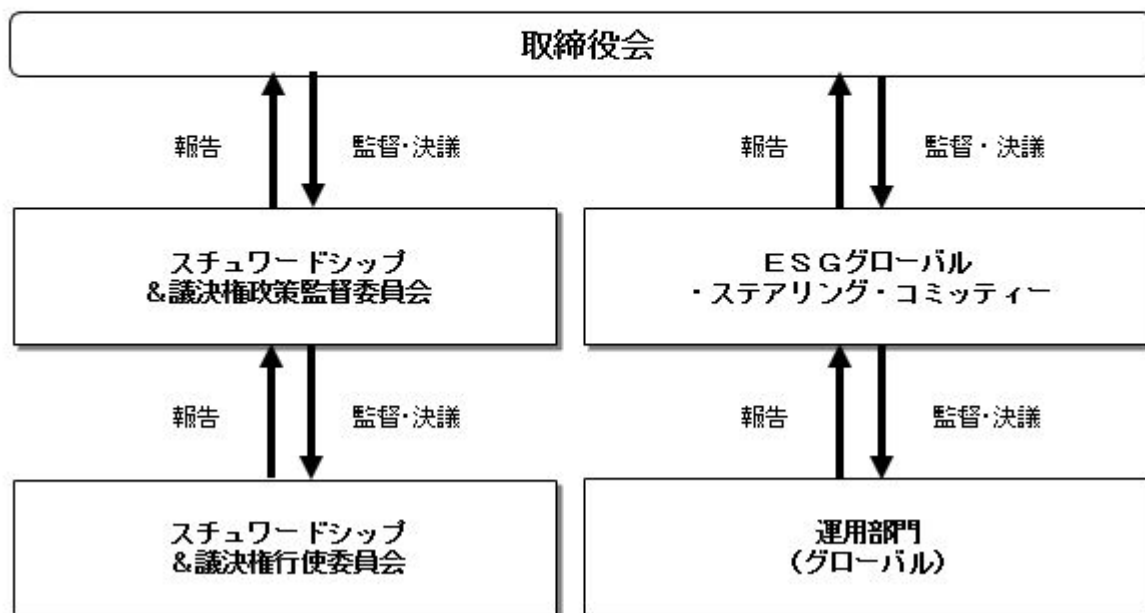 取締役会
報告
監督･決議
報告
監督・決議
スチュワードシップ
＆議決権政策監督委員会
ＥＳＧグローバル
・ステアリング・コミッティー
報告
監督･決議
報告
監督･決議
スチュワードシップ
＆議決権行使委員会
運用部門
（グローバル）